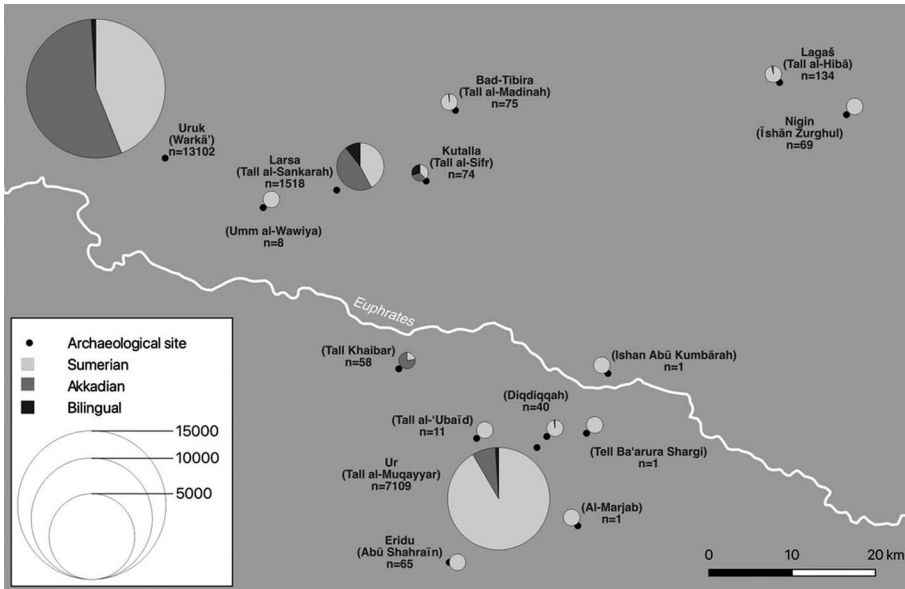 Uruk
(Warkā’)
n=13102
Larsa
(Tall al-Sankarah)
n=1518
(Umm al-Wawiya)
n=8
Bad-Tibira
(Tall al-Madinah)
n=75
Kutalla
(Tall al-Sifr)
n=74
Lagaš
(Tall al-Hibā)
n=134
Nigin
(Īshān Zurghul)
n=69
Euphrates
(Tall Khaibar)
n=58
(Ishan Abū Kumbārah)
n=1
(Diqdiqqah)
n=40
(Tall al-‘Ubaīd)
n=11
(Tell Ba'arura Shargi)
n=1
Ur
(Tall al-Muqayyar)
n=7109
(Al-Marjab)
n=1
Eridu
(Abū Shahraīn)
n=65
Archaeological site
Sumerian
Akkadian
Bilingual
15000
10000
5000
0 10 20 km